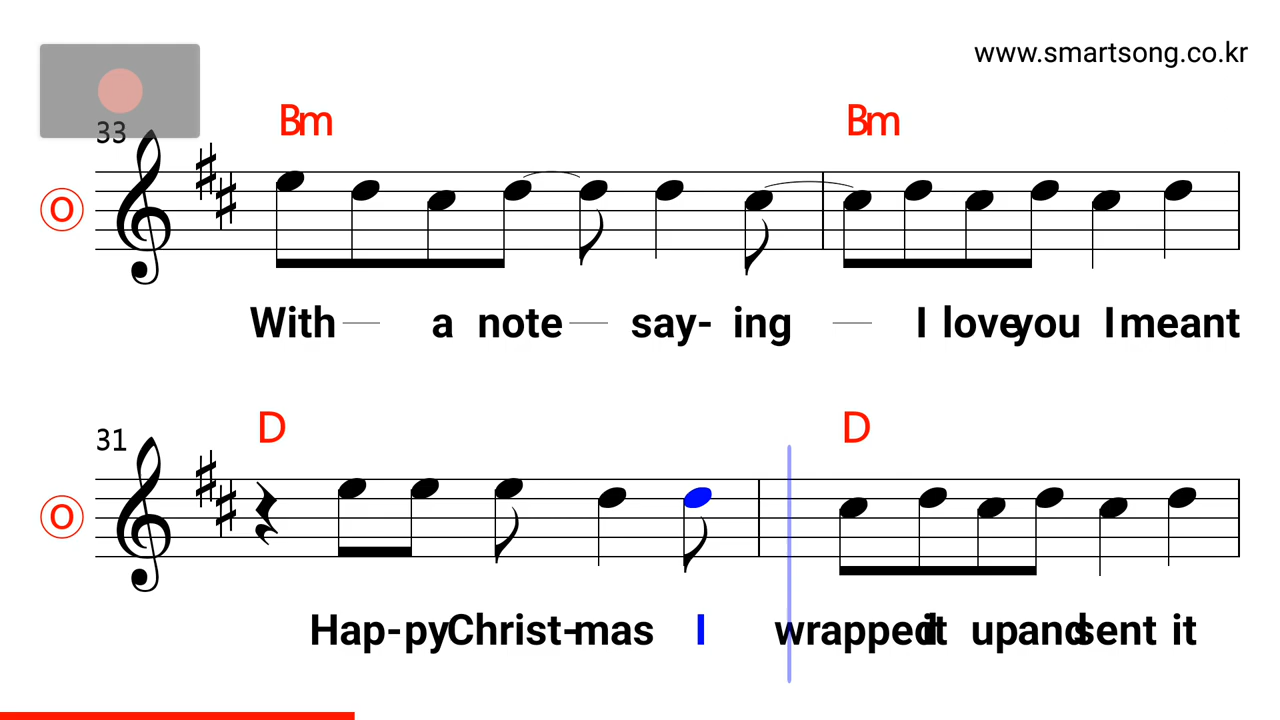 www.smartsong.co.kr
Bm Bm
33
O
With a note say- ing I love you I meant
D D
31
O
Hap-py Christ-mas I wrapped it up and sent it